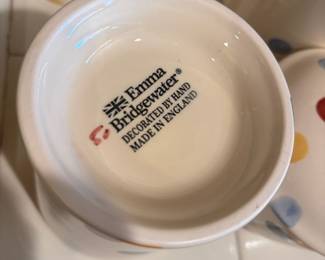 Emma
Bridgewater®
DECORATED BY HAND
MADE IN ENGLAND